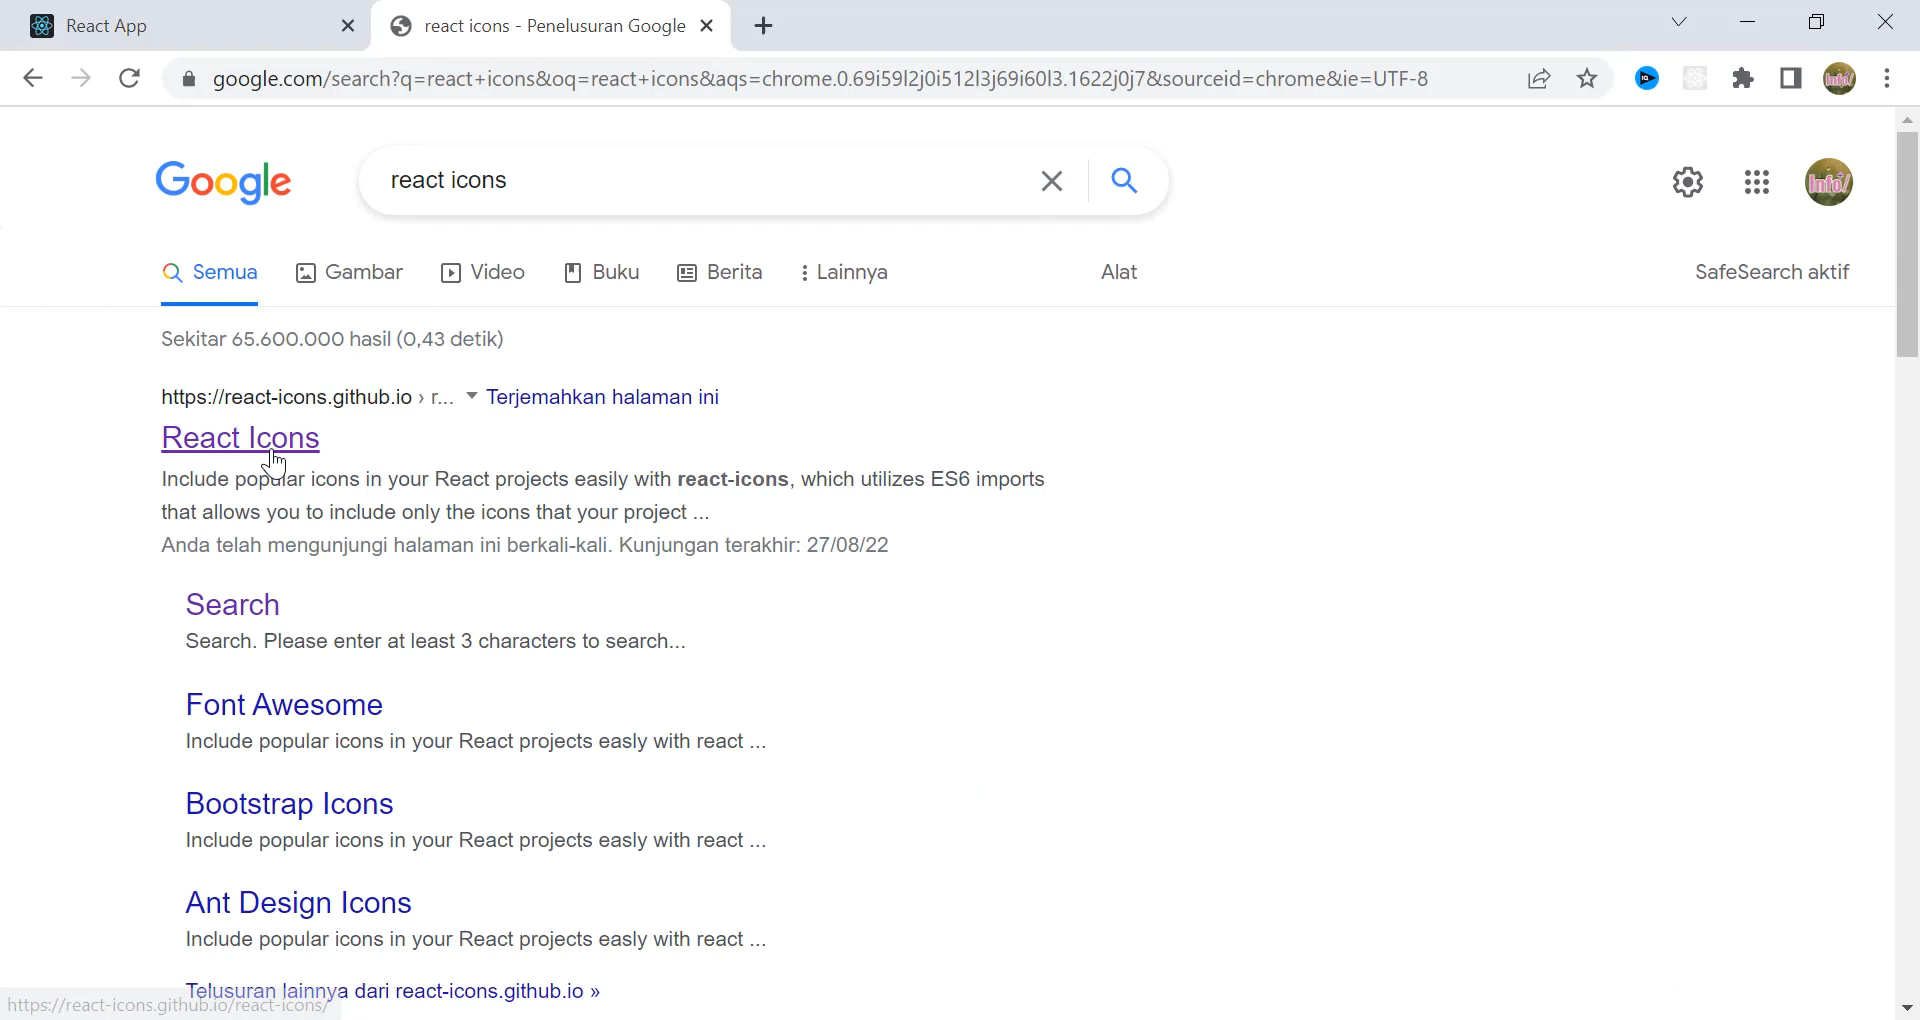 React App
react icons - Penelusuran Google
google.com/search?q=react+icons&oq=react+icons&aqs=chrome.0.69i59l2j0i512l3j69i60l3.1622j0j7&sourceid=chrome&ie=UTF-8
Google
react icons
Info!
Semua
Gambar
Video
Buku
Berita
Lainnya
Alat
SafeSearch aktif
Sekitar 65.600.000 hasil (0,43 detik)
https://react-icons.github.io › r... Terjemahkan halaman ini
React Icons
Include popular icons in your React projects easily with react-icons, which utilizes ES6 imports
that allows you to include only the icons that your project ...
Anda telah mengunjungi halaman ini berkali-kali. Kunjungan terakhir: 27/08/22
Search
Search. Please enter at least 3 characters to search...
Font Awesome
Include popular icons in your React projects easly with react ...
Bootstrap Icons
Include popular icons in your React projects easly with react ...
Ant Design Icons
Include popular icons in your React projects easly with react ...
Telusuran lainnya dari react-icons.github.io »
https://react-icons.github.io/react-icons/